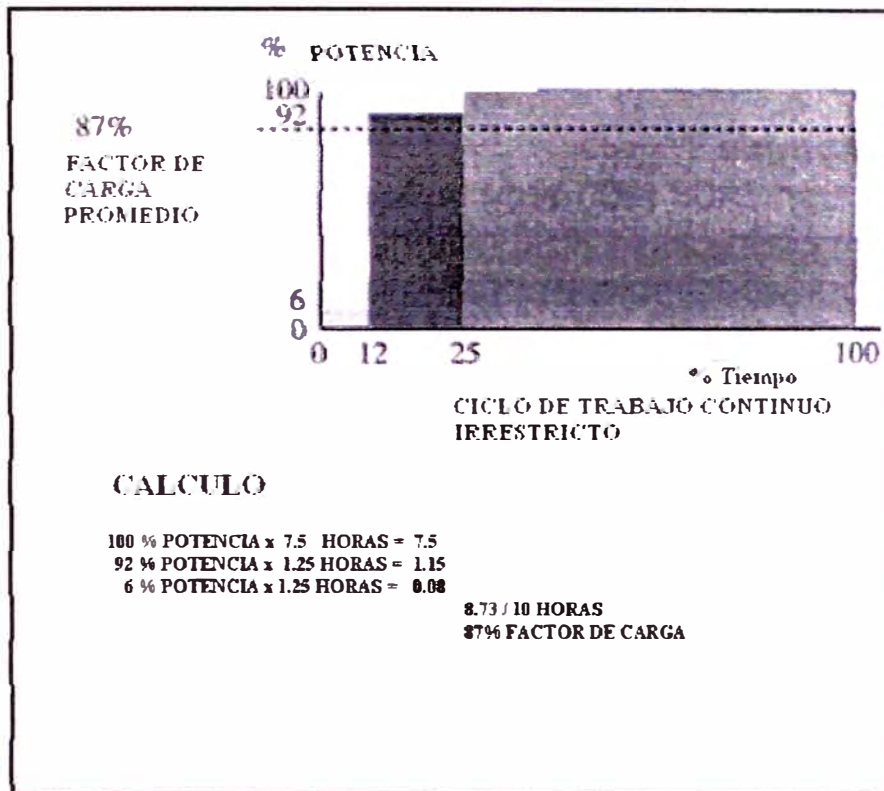 % POTENCIA
100
92
87%
FACTOR DE
CARGA
PROMEDIO
6
0
0 12 25 100
% Tiempo
CICLO DE TRABAJO CONTINUO
IRRESTRICTO
CALCULO
100 % POTENCIA x 7.5 HORAS = 7.5
92 % POTENCIA x 1.25 HORAS = 1.15
6 % POTENCIA x 1.25 HORAS = 0.08
8.73 / 10 HORAS
87% FACTOR DE CARGA